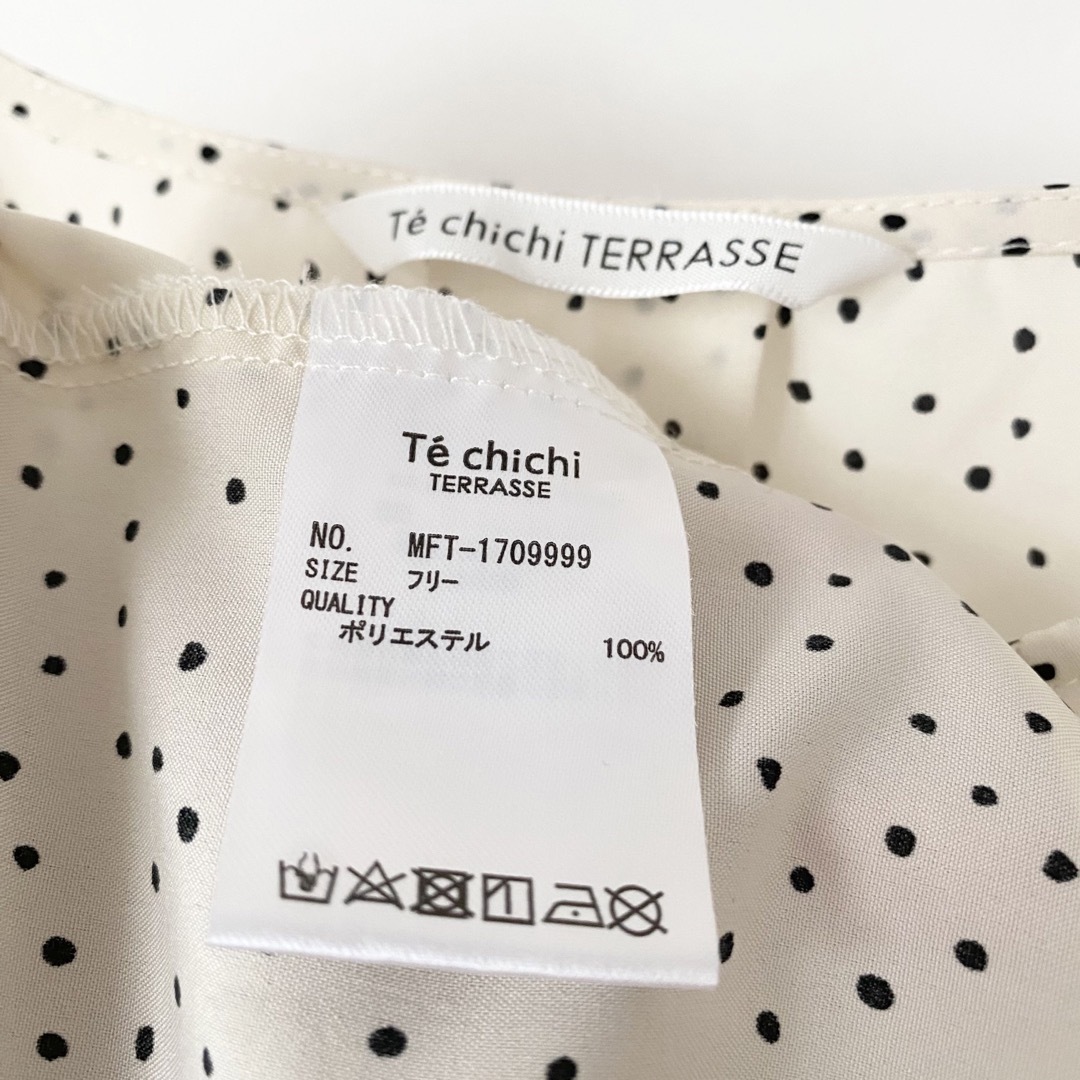 Té chichi TERRASSE
Té chichi
TERRASSE
NO. MFT-1709999
SIZE フリー
QUALITY
ポリエステル 100%